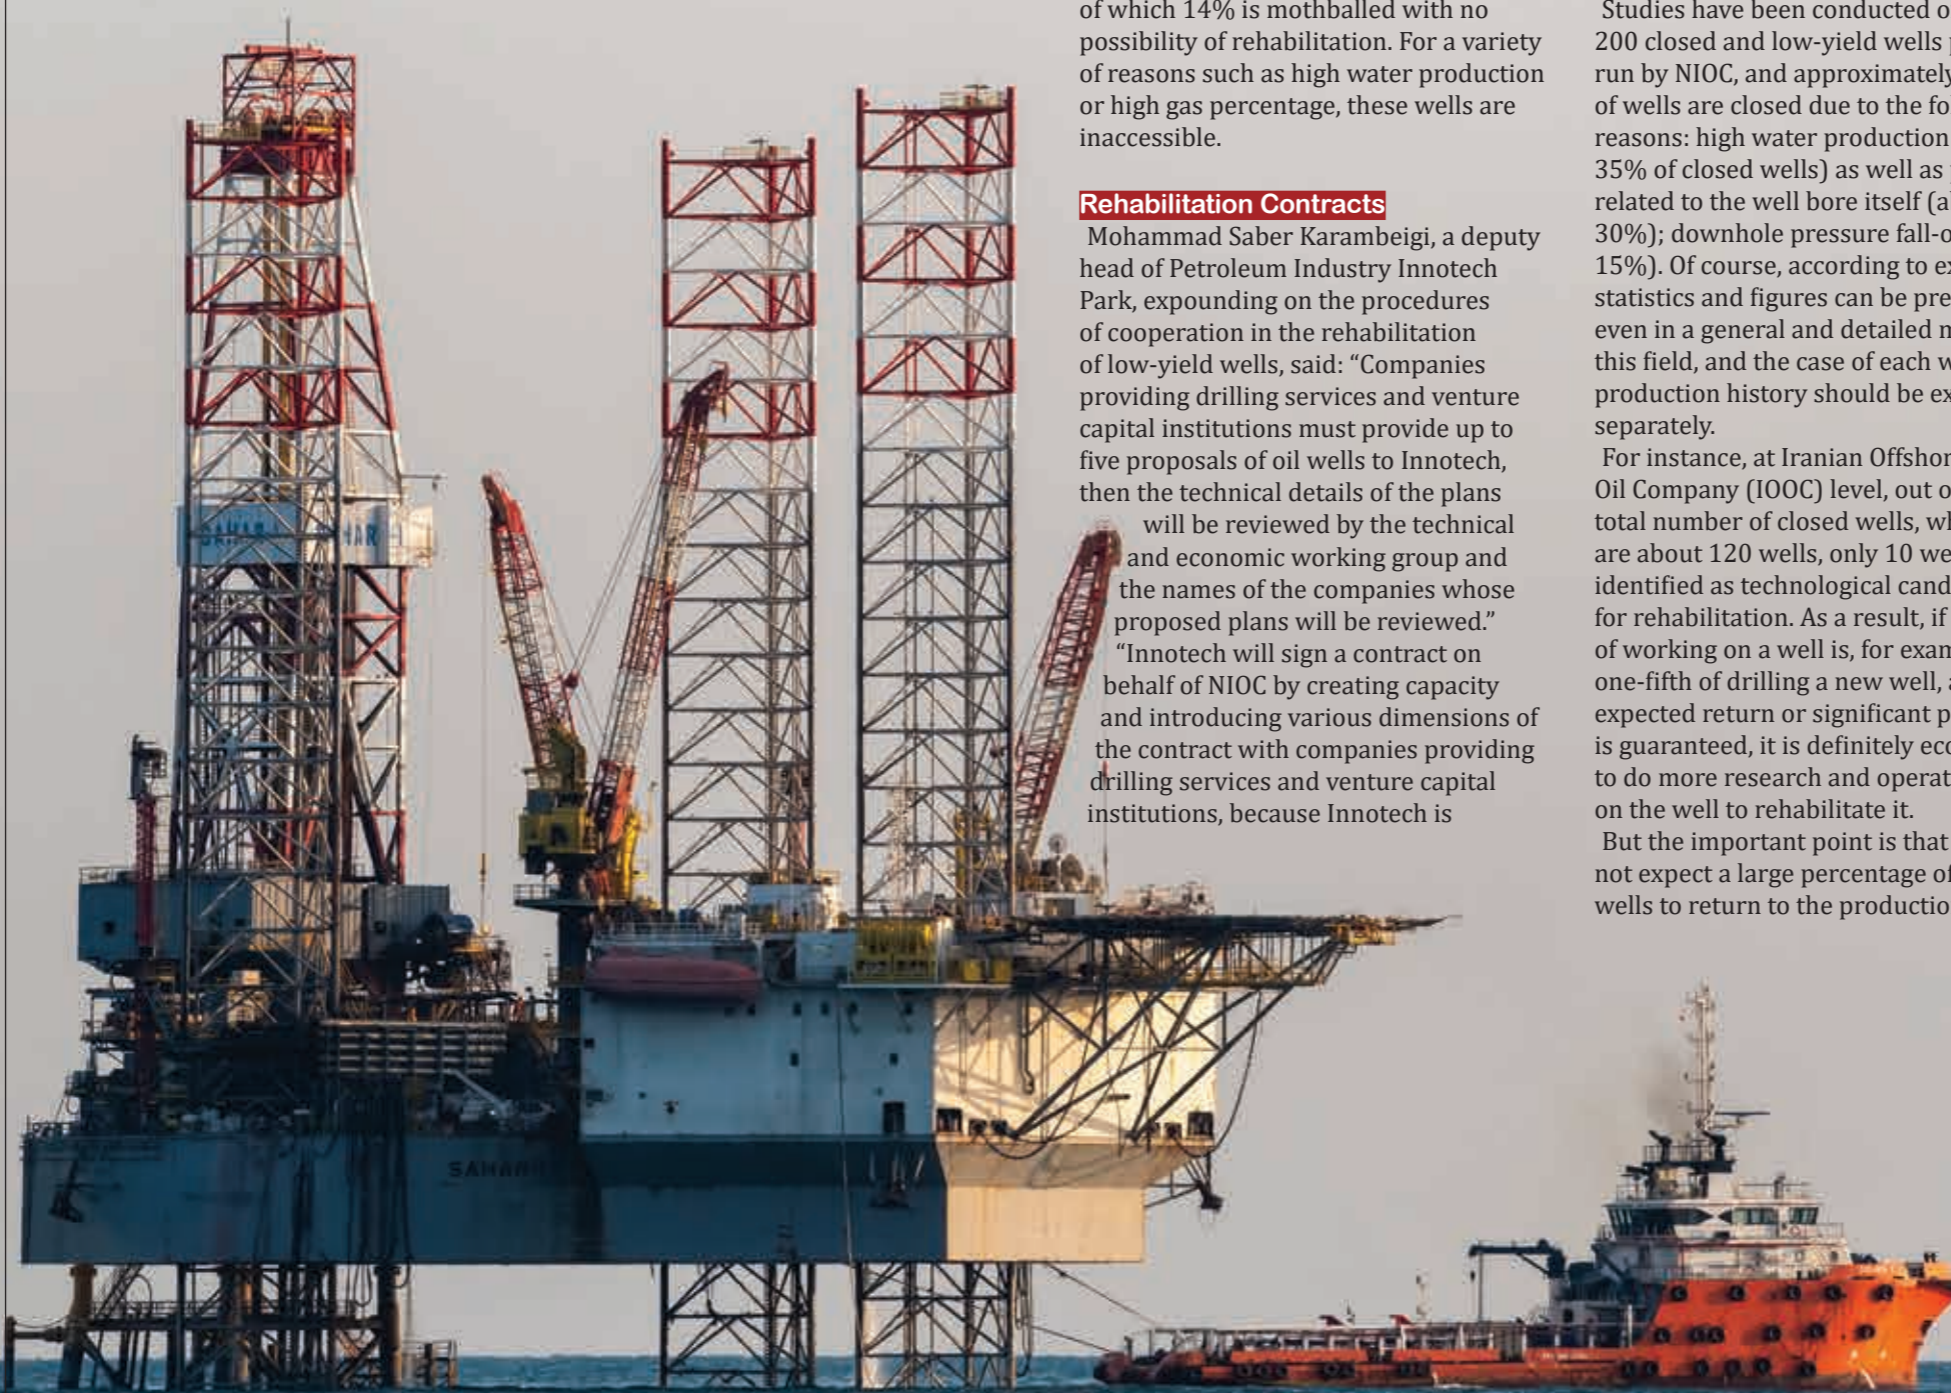 of which 14% is mothballed with no
possibility of rehabilitation. For a variety
of reasons such as high water production
or high gas percentage, these wells are
inaccessible.
Rehabilitation Contracts
Mohammad Saber Karambeigi, a deputy
head of Petroleum Industry Innotech
Park, expounding on the procedures
of cooperation in the rehabilitation
of low-yield wells, said: “Companies
providing drilling services and venture
capital institutions must provide up to
five proposals of oil wells to Innotech,
then the technical details of the plans
will be reviewed by the technical
and economic working group and
the names of the companies whose
proposed plans will be reviewed.”
“Innotech will sign a contract on
behalf of NIOC by creating capacity
and introducing various dimensions of
the contract with companies providing
drilling services and venture capital
institutions, because Innotech is
Studies have been conducted o
200 closed and low-yield wells
run by NIOC, and approximately
of wells are closed due to the fo
reasons: high water production
35% of closed wells) as well as
related to the well bore itself (a
30%); downhole pressure fall-o
15%). Of course, according to ex
statistics and figures can be pre
even in a general and detailed m
this field, and the case of each w
production history should be ex
separately.
For instance, at Iranian Offshor
Oil Company (IOOC) level, out o
total number of closed wells, wh
are about 120 wells, only 10 we
identified as technological cand
for rehabilitation. As a result, if
of working on a well is, for exam
one-fifth of drilling a new well, a
expected return or significant p
is guaranteed, it is definitely eco
to do more research and operat
on the well to rehabilitate it.
But the important point is that
not expect a large percentage of
wells to return to the productio
SAHAR